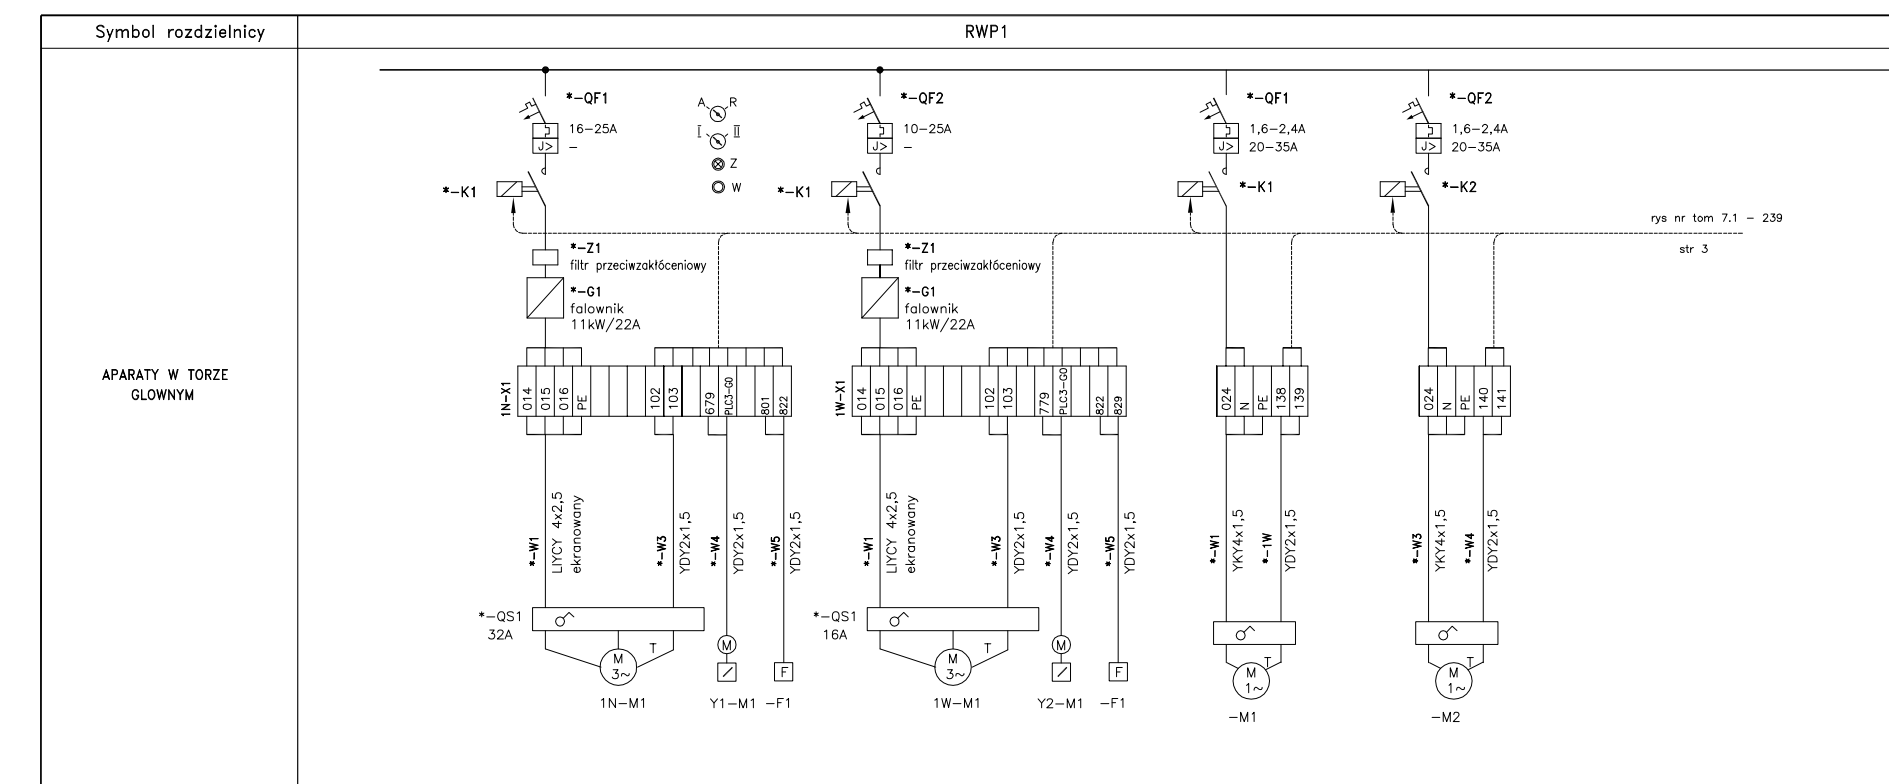 Symbol rozdzielnicy
RWP1
APARATY W TORZE
GLOWNYM
*-QF1
16-25A
J>
-
*-K1
*-Z1
filtr przeciwzakłóceniowy
*-G1
falownik
11kW/22A
A R
I II
Z
W
*-QF2
10-25A
J>
-
*-K1
*-Z1
filtr przeciwzakłóceniowy
*-G1
falownik
11kW/22A
*-QF1
1,6-2,4A
J> 20-35A
*-K1
*-QF2
1,6-2,4A
J> 20-35A
*-K2
rys nr tom 7.1 - 239
str 3
1N-X1
014 015 016 PE 102 103 679 PLC3-G0 801 822
1W-X1
014 015 016 PE 102 103 779 PLC3-G0 822 829
024 N PE 138 139
024 N PE 140 141
*-W1
LIYCY 4x2,5
ekranowany
*-W3
YDY2x1,5
*-W4
YDY2x1,5
*-W5
YDY2x1,5
*-W1
LIYCY 4x2,5
ekranowany
*-W3
YDY2x1,5
*-W4
YDY2x1,5
*-W5
YDY2x1,5
*-W1
YKY4x1,5
*-1W
YDY2x1,5
*-W3
YKY4x1,5
*-W4
YDY2x1,5
*-QS1
32A
T
M
3~
1N-M1
M
Y1-M1
F
-F1
*-QS1
16A
T
M
3~
1W-M1
M
Y2-M1
F
-F1
T
M
1~
-M1
T
M
1~
-M2